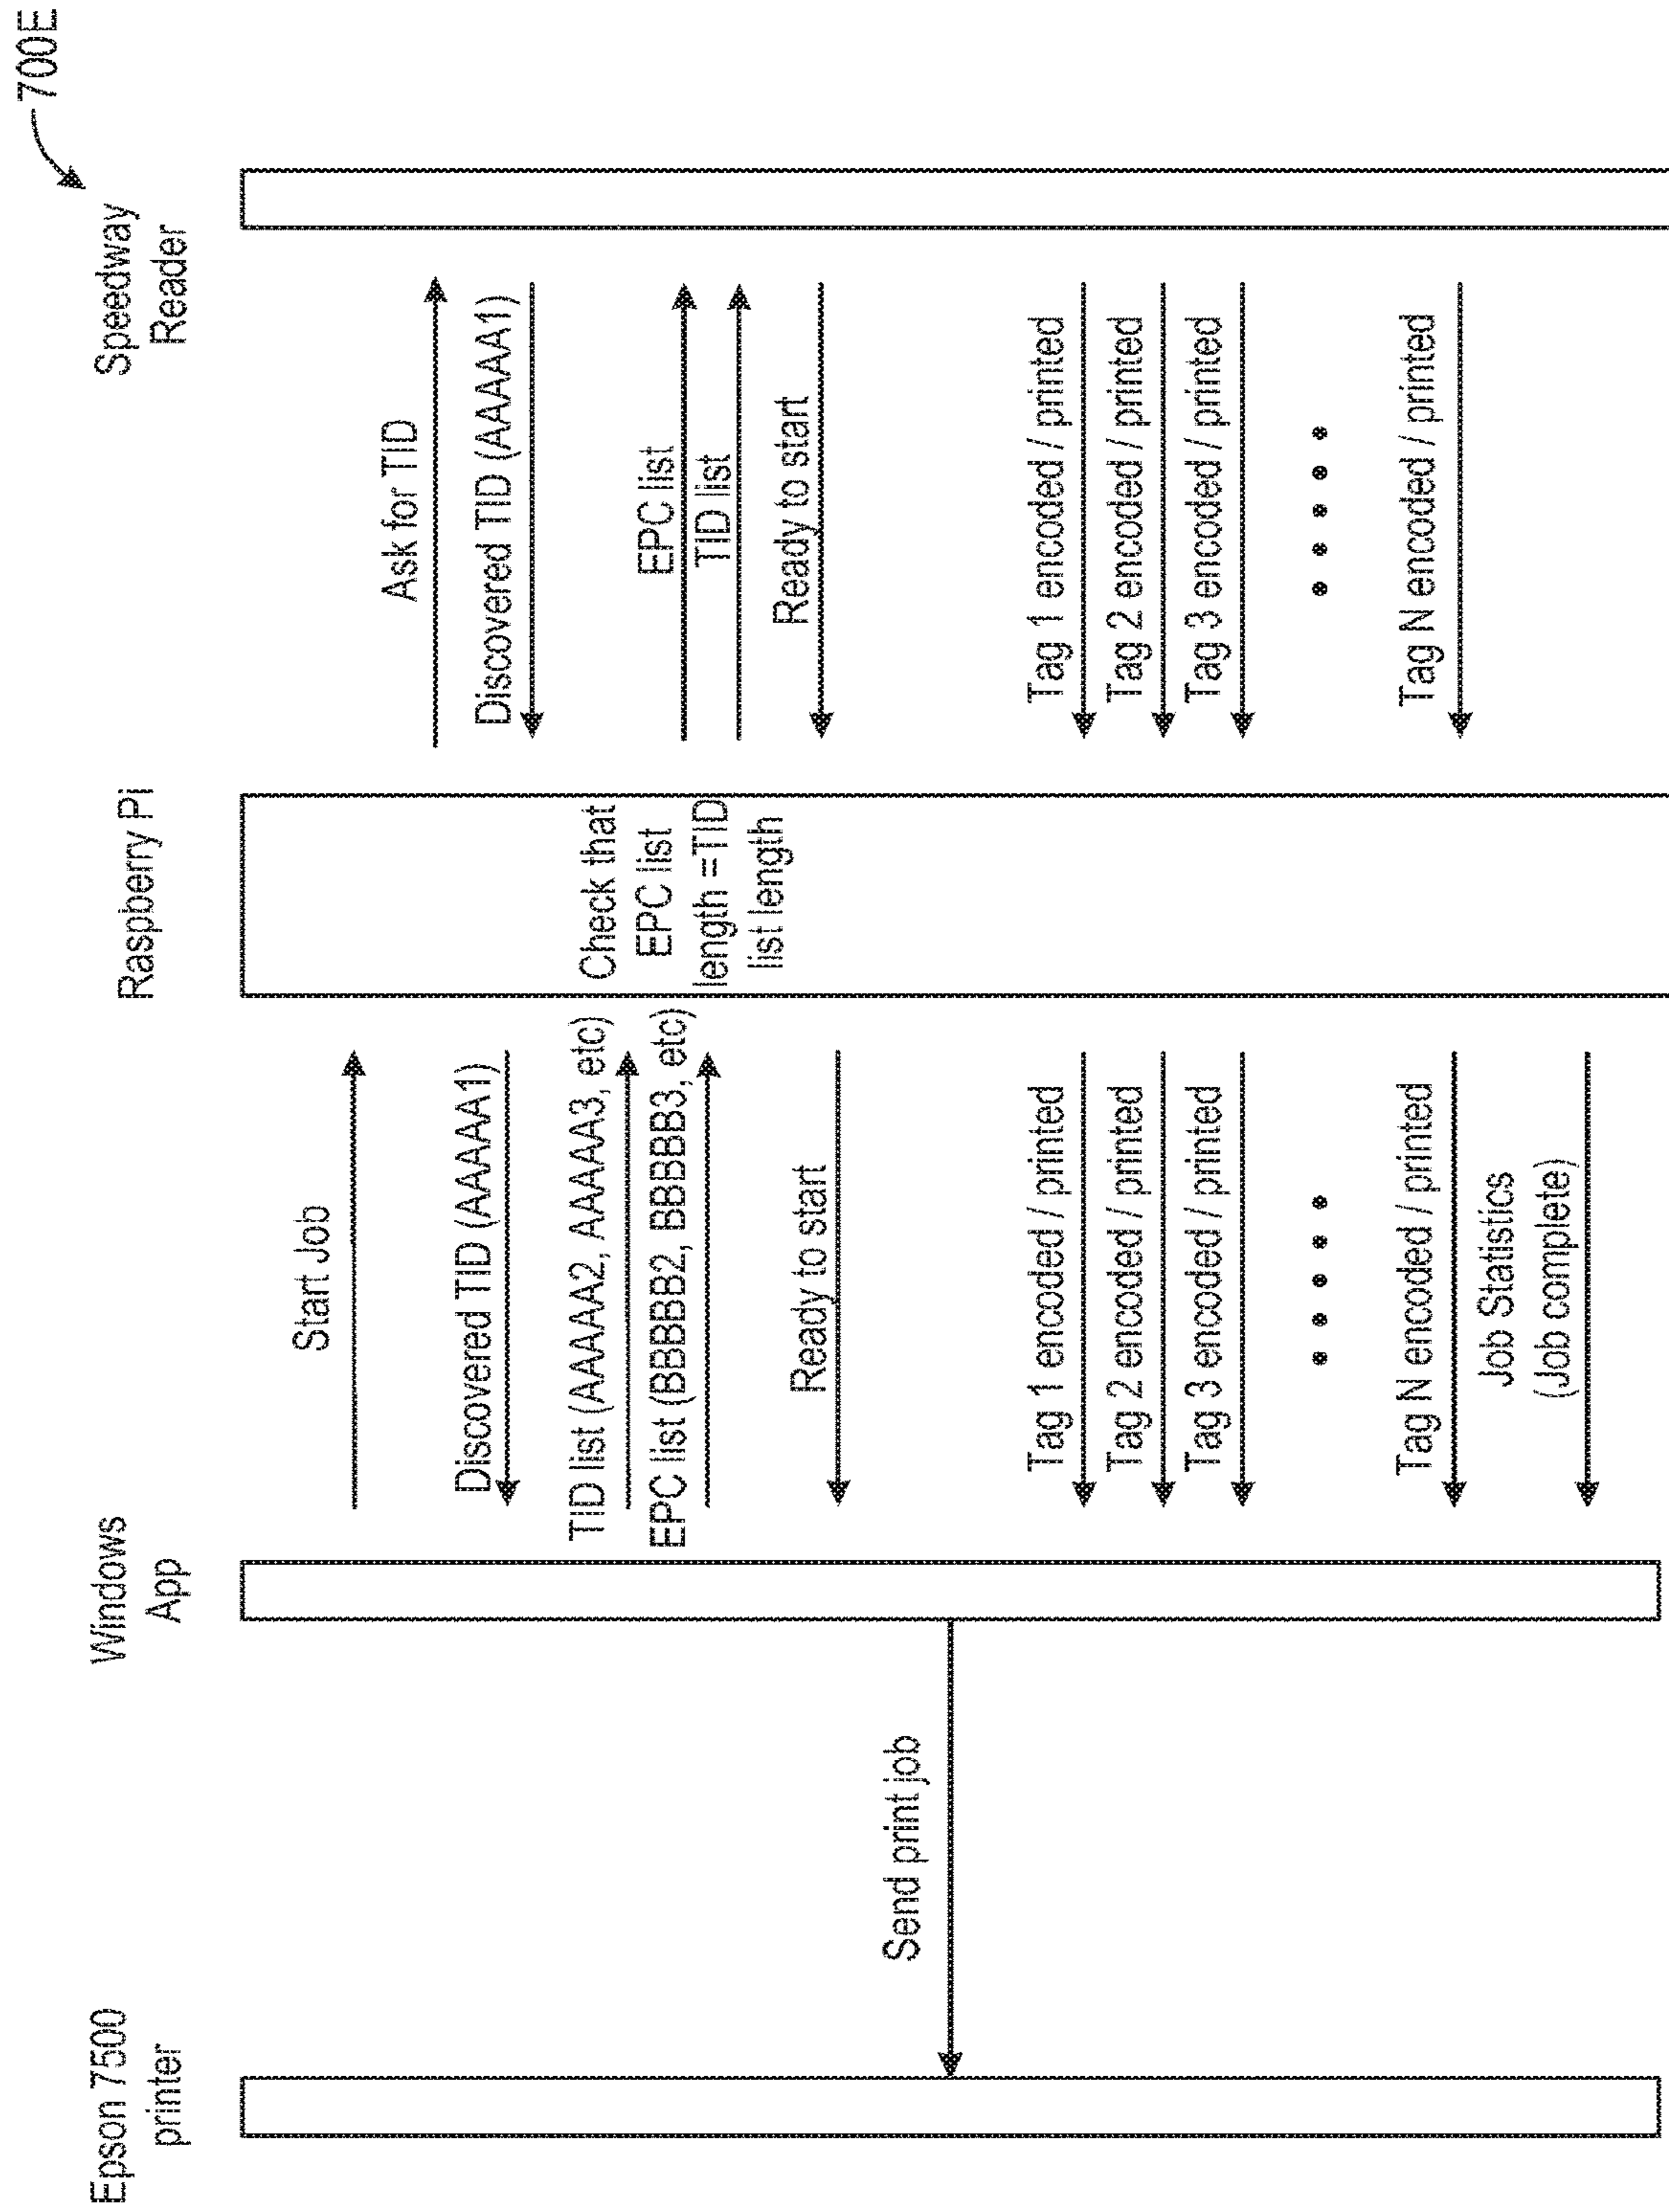 700E
Epson 7500
printer
Windows
App
Raspberry Pi
Speedway
Reader
Start Job
Ask for TID
Discovered TID (AAAAA1)
Discovered TID (AAAAA1)
TID list (AAAAA2, AAAAA3, etc)
EPC list (BBBBB2, BBBBB3, etc)
Check that
EPC list
length =TID
list length
EPC list
TID list
Ready to start
Ready to start
Send print job
Tag 1 encoded / printed
Tag 2 encoded / printed
Tag 3 encoded / printed
Tag 1 encoded / printed
Tag 2 encoded / printed
Tag 3 encoded / printed
Tag N encoded / printed
Tag N encoded / printed
Job Statistics
(Job complete)